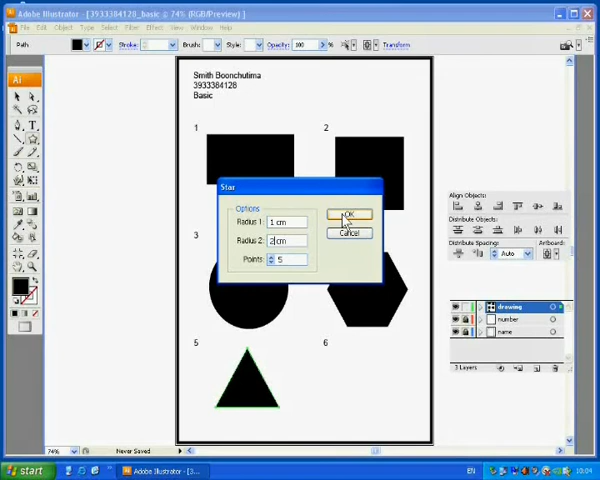 Adobe Illustrator - [3933384128_basic @ 74% (RGB/Preview) ]
File Edit Object Type Select Filter Effect View Window Help
Path Stroke: Brush: Style: Opacity: 100 % Transform
Ai
Smith Boonchutima
3933384128
Basic
1 2
Star
Options
Radius 1: 1 cm OK
Radius 2: 2 cm Cancel
Points: 5
3
5 6
Align Objects:
Distribute Objects:
Distribute Spacing: Artboard:
Auto
drawing
number
name
3 Layers
74% Never Saved
start Adobe Illustrator - [3... EN 10:04